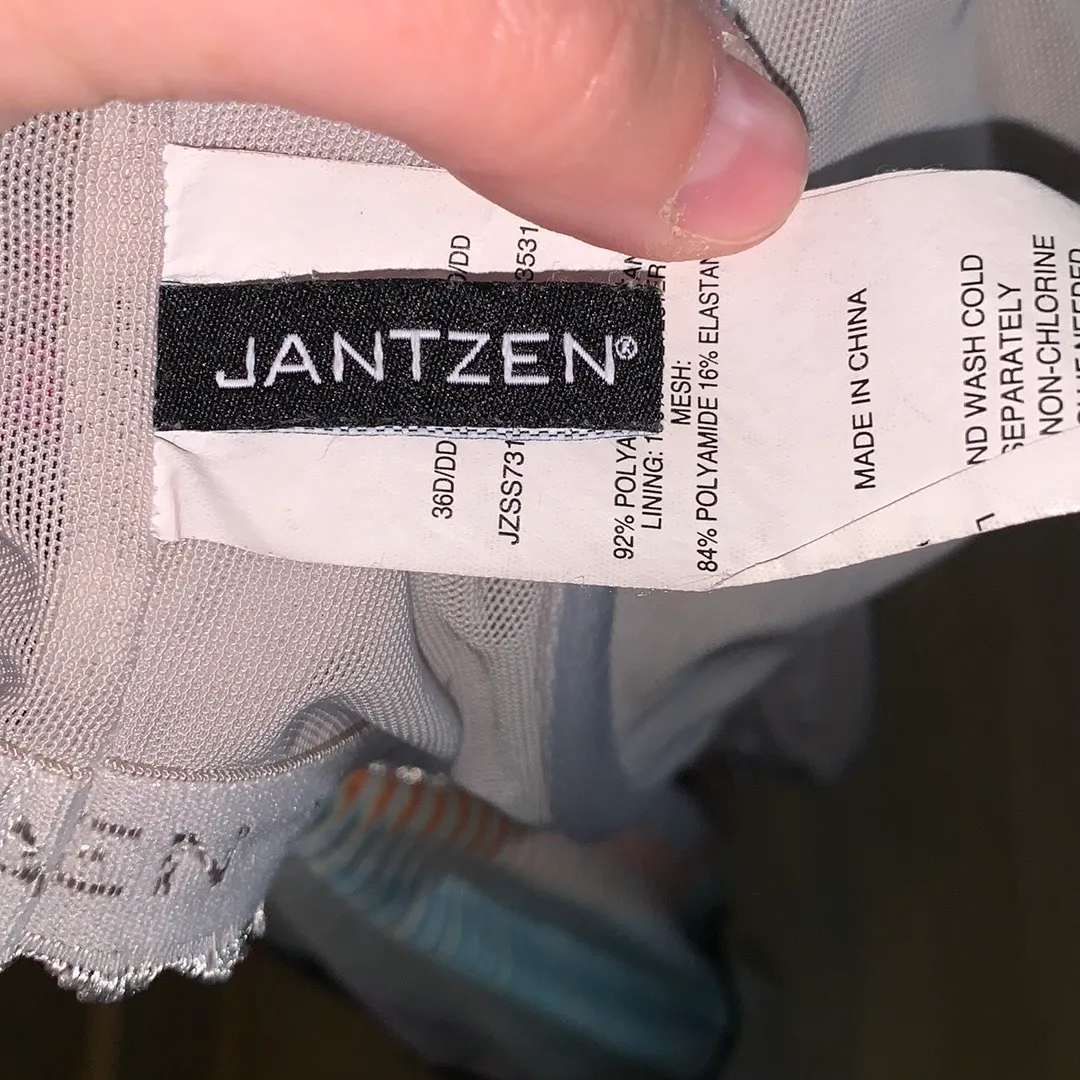 JANTZEN®
36D/DD
JZSS731
3531
92% POLYA
LINING:
MESH:
84% POLYAMIDE 16% ELASTAN
MADE IN CHINA
WASH COLD
SEPARATELY
NON-CHLORINE